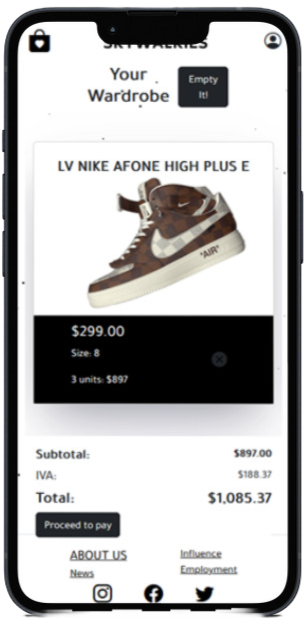 SKYWALKIES
Your
Wardrobe
Empty
It!
LV NIKE AFONE HIGH PLUS E
"AIR"
$299.00
Size: 8
3 units: $897
Subtotal: $897.00
IVA: $188.37
Total: $1,085.37
Proceed to pay
ABOUT US Influence
News Employment